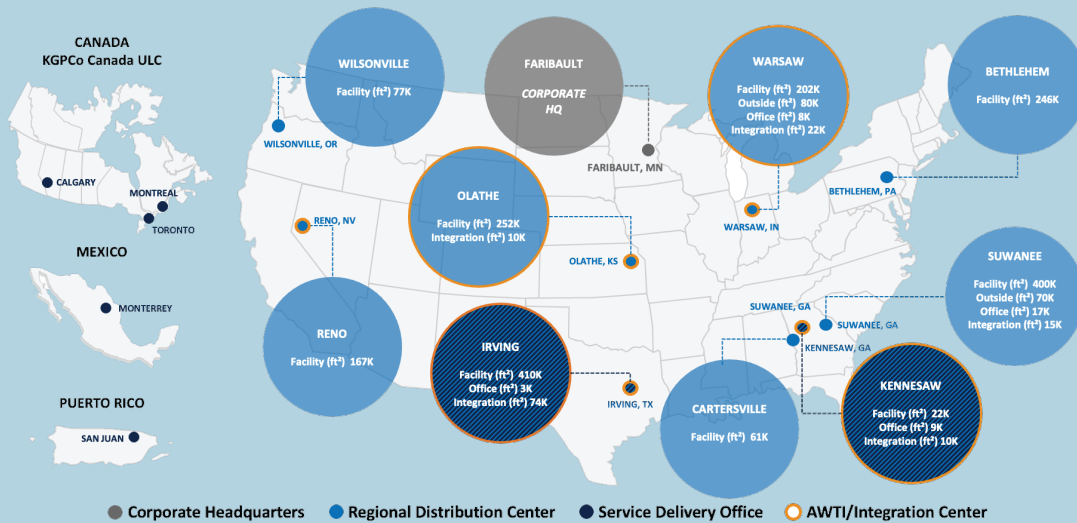 CANADA
KGPCo Canada ULC
CALGARY
MONTREAL
TORONTO
MEXICO
MONTERREY
PUERTO RICO
SAN JUAN
WILSONVILLE
Facility (ft²) 77K
WILSONVILLE, OR
FARIBAULT
CORPORATE
HQ
FARIBAULT, MN
WARSAW
Facility (ft²) 202K
Outside (ft²) 80K
Office (ft²) 8K
Integration (ft²) 22K
WARSAW, IN
BETHLEHEM
Facility (ft²) 246K
BETHLEHEM, PA
OLATHE
Facility (ft²) 252K
Integration (ft²) 10K
OLATHE, KS
RENO, NV
RENO
Facility (ft²) 167K
IRVING
Facility (ft²) 410K
Office (ft²) 3K
Integration (ft²) 74K
IRVING, TX
SUWANEE
Facility (ft²) 400K
Outside (ft²) 70K
Office (ft²) 17K
Integration (ft²) 15K
SUWANEE, GA
SUWANEE, GA
KENNESAW, GA
CARTERSVILLE
Facility (ft²) 61K
KENNESAW
Facility (ft²) 22K
Office (ft²) 9K
Integration (ft²) 10K
Corporate Headquarters
Regional Distribution Center
Service Delivery Office
AWTI/Integration Center